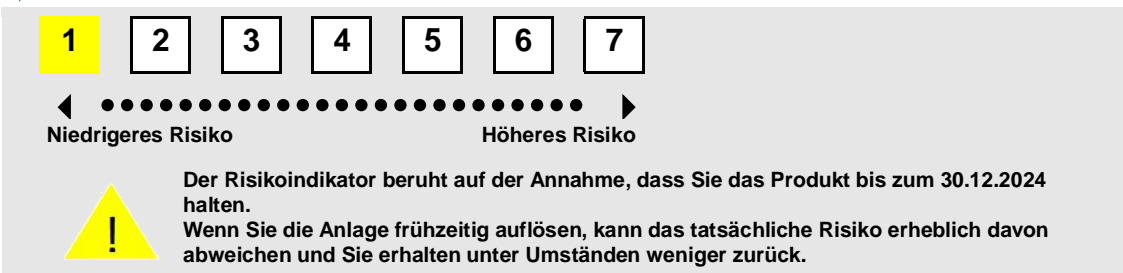 1 2 3 4 5 6 7
Niedrigeres Risiko Höheres Risiko
Der Risikoindikator beruht auf der Annahme, dass Sie das Produkt bis zum 30.12.2024
halten.
Wenn Sie die Anlage frühzeitig auflösen, kann das tatsächliche Risiko erheblich davon
abweichen und Sie erhalten unter Umständen weniger zurück.
!